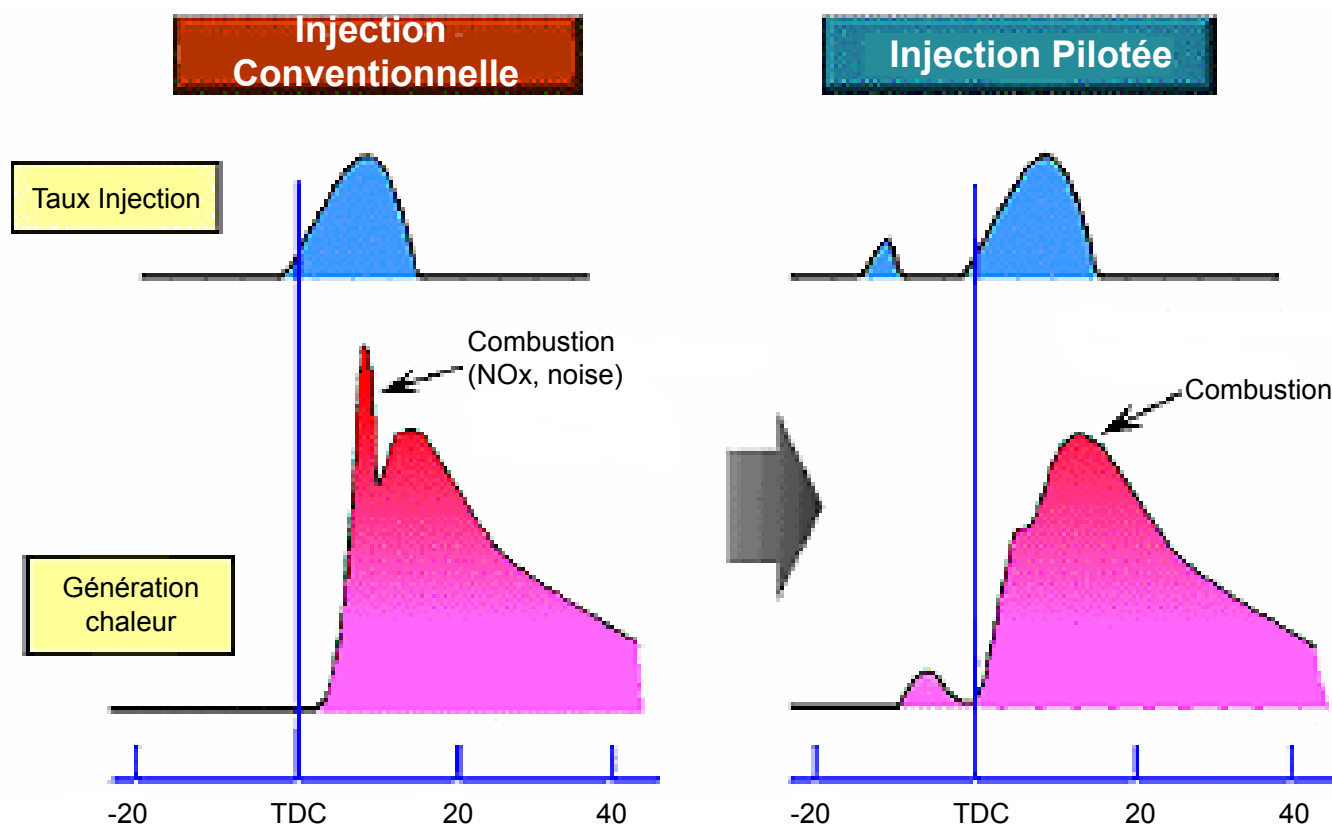 Injection
Conventionnelle
Injection Pilotée
Taux Injection
Combustion
(NOx, noise)
Combustion
Génération
chaleur
-20 TDC 20 40
-20 TDC 20 40